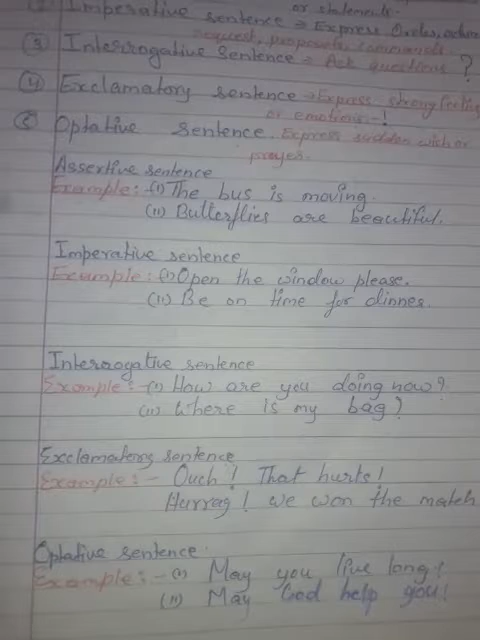 or statements.
② Imperative sentence → Express Orders, advice
request, proposals, commands.
③ Interrogative Sentence → Ask questions ?
④ Exclamatory sentence → Express strong feeling
or emotions - !
⑤ Optative sentence. Express sudden wish or
prayer.
Assertive sentence
Example: (i) The bus is moving.
(ii) Butterflies are beautiful.
Imperative sentence
Example: (i) Open the window please.
(ii) Be on time for dinner.
Interrogative sentence
Example: - (i) How are you doing now?
(ii) Where is my bag?
Exclamatory sentence
Example: - Ouch! That hurts!
Hurrag! we won the match
Optative sentence.
Example: - (i) May you live long!
(ii) May God help you!